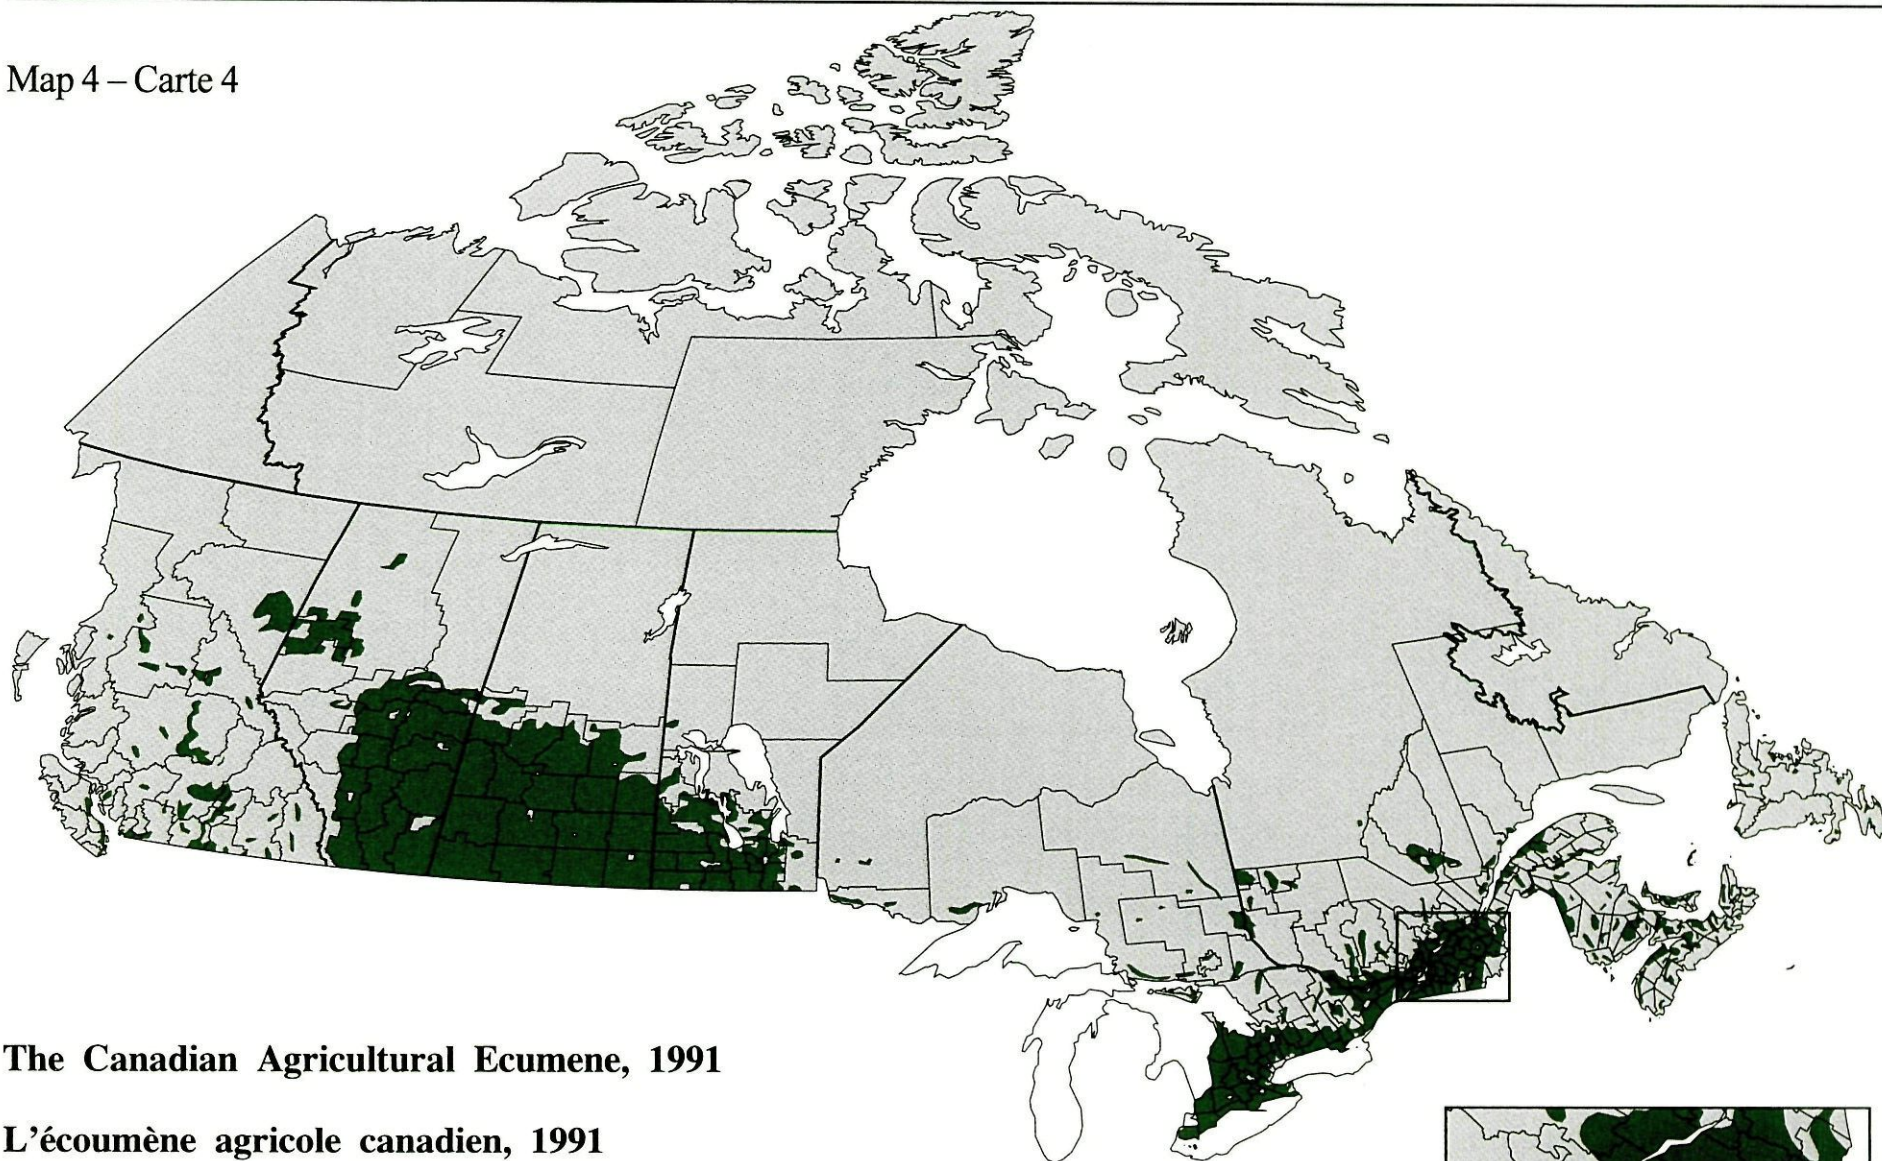 Map 4 – Carte 4
The Canadian Agricultural Ecumene, 1991
L'écoumène agricole canadien, 1991